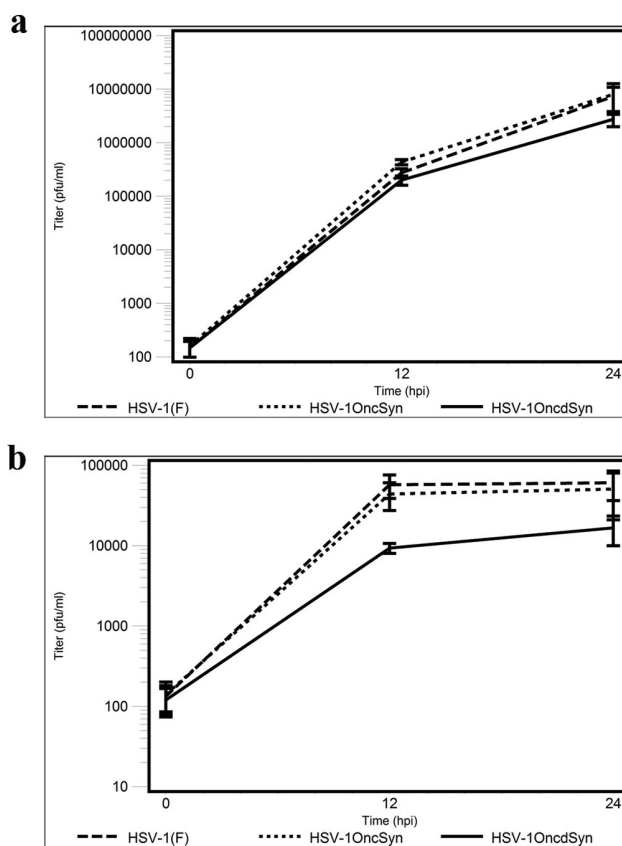 a
100000000
10000000
1000000
100000
10000
1000
100
Titer (pfu/ml)
0 12 24
Time (hpi)
HSV-1(F) HSV-1OncSyn HSV-1OncdSyn
b
100000
10000
1000
100
10
Titer (pfu/ml)
0 12 24
Time (hpi)
HSV-1(F) HSV-1OncSyn HSV-1OncdSyn